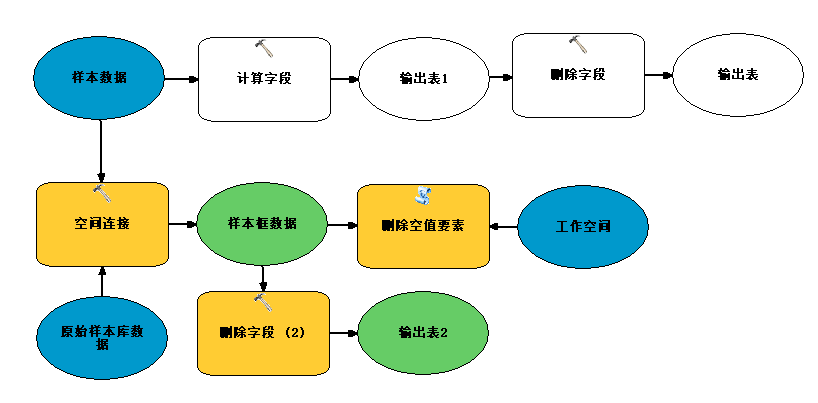 样本数据
计算字段
输出表1
删除字段
输出表
空间连接
样本框数据
删除空值要素
工作空间
原始样本库数
据
删除字段 (2)
输出表2